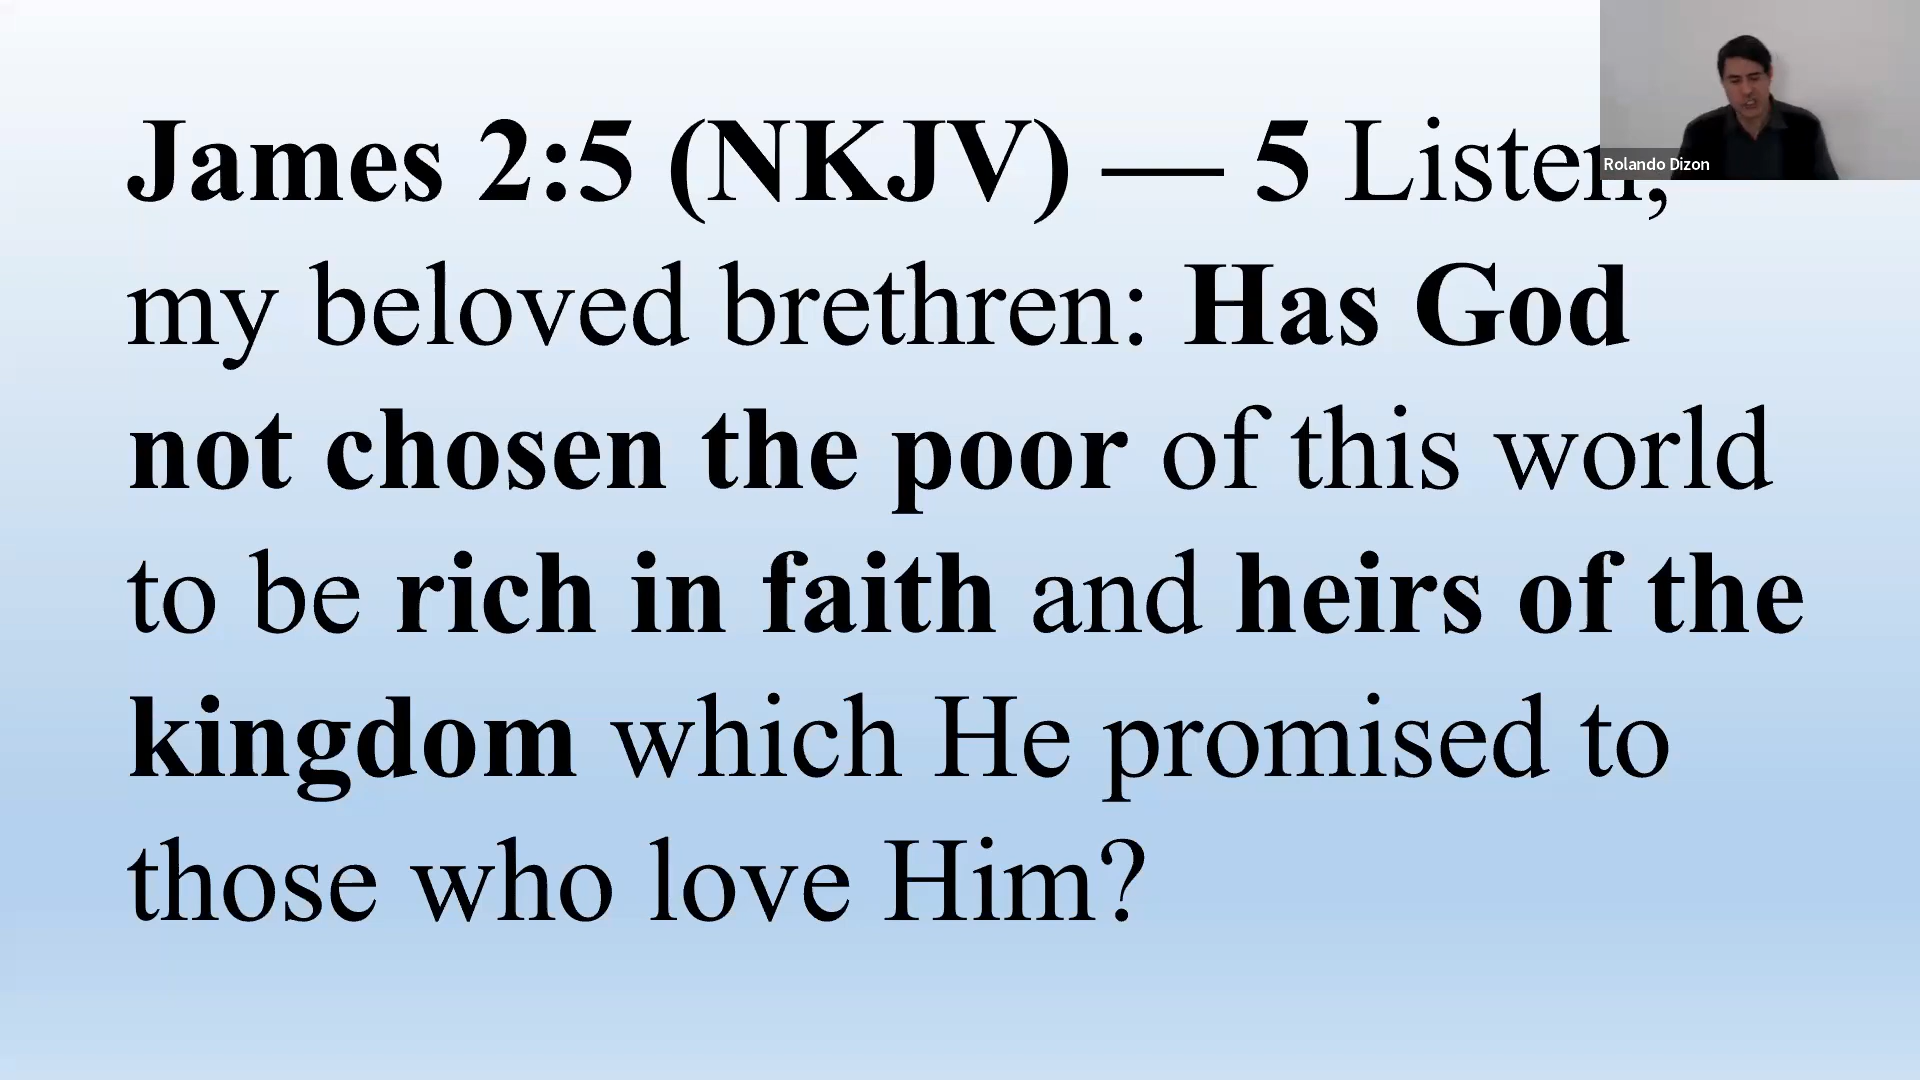 James 2:5 (NKJV) — 5 Listen,
my beloved brethren: Has God
not chosen the poor of this world
to be rich in faith and heirs of the
kingdom which He promised to
those who love Him?
Rolando Dizon